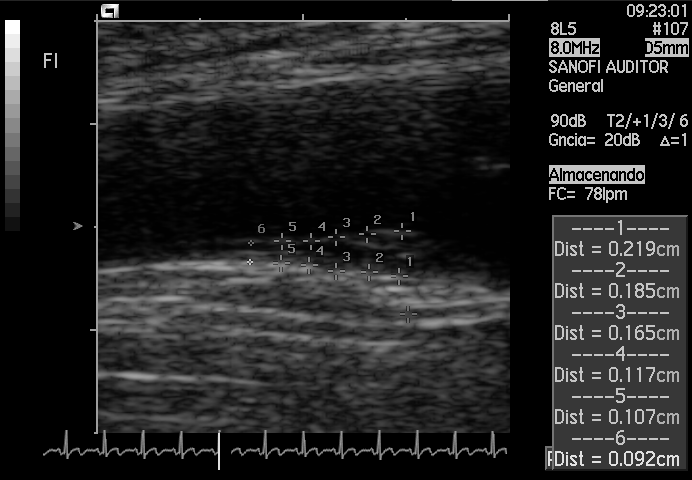 09:23:01
8L5 #107
8.0MHz D5mm
SANOFI AUDITOR
General
90dB T2/+1/3/ 6
Gncia= 20dB Δ=1
Almacenando
FC= 78lpm
FI
6 5 4 3 2 1
5 4 3 2 1
----1----
Dist = 0.219cm
----2----
Dist = 0.185cm
----3----
Dist = 0.165cm
----4----
Dist = 0.117cm
----5----
Dist = 0.107cm
----6----
Dist = 0.092cm